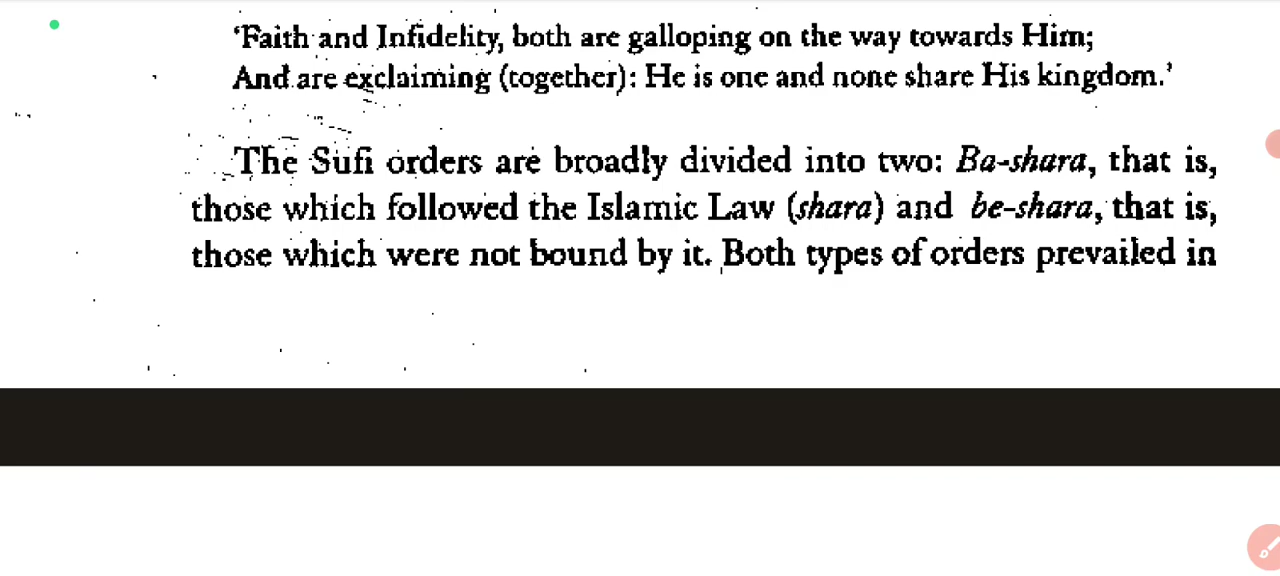 ‘Faith and Infidelity, both are galloping on the way towards Him;
And are exclaiming (together): He is one and none share His kingdom.’
The Sufi orders are broadly divided into two: Ba-shara, that is,
those which followed the Islamic Law (shara) and be-shara, that is,
those which were not bound by it. Both types of orders prevailed in